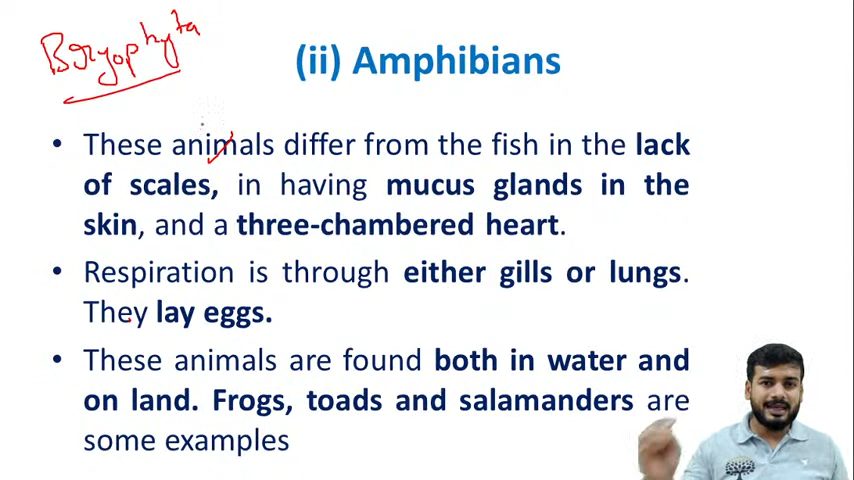 Boryophyta
(ii) Amphibians
• These animals differ from the fish in the lack
of scales, in having mucus glands in the
skin, and a three-chambered heart.
• Respiration is through either gills or lungs.
They lay eggs.
• These animals are found both in water and
on land. Frogs, toads and salamanders are
some examples